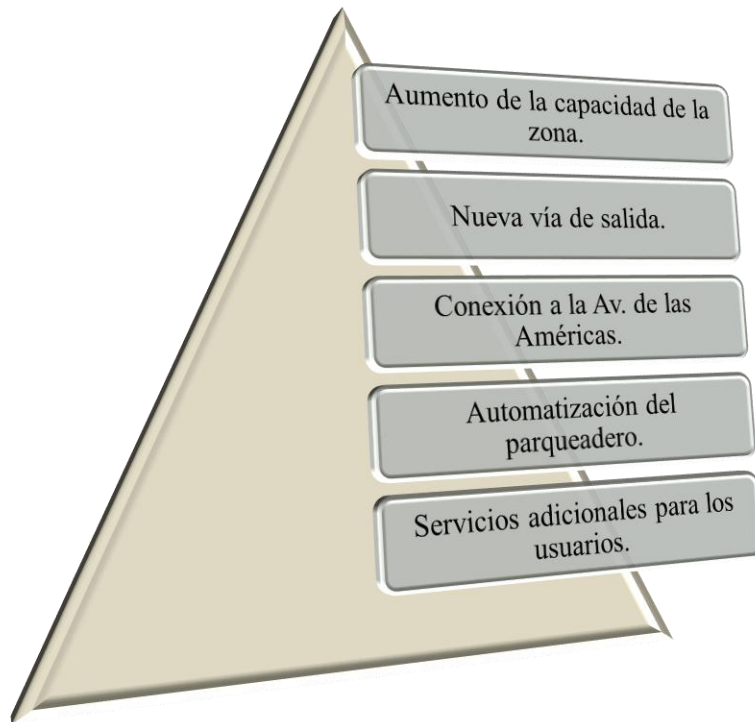 Aumento de la capacidad de la
zona.
Nueva vía de salida.
Conexión a la Av. de las
Américas.
Automatización del
parqueadero.
Servicios adicionales para los
usuarios.